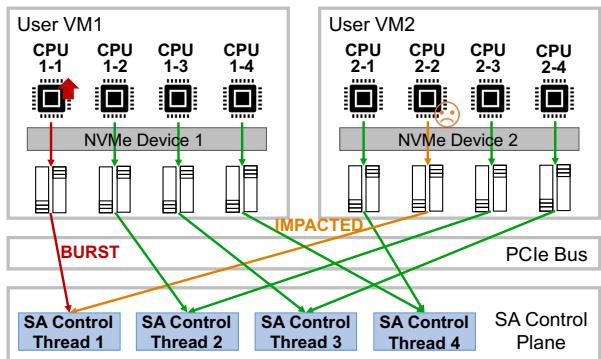 User VM1
User VM2
CPU 1-1
CPU 1-2
CPU 1-3
CPU 1-4
CPU 2-1
CPU 2-2
CPU 2-3
CPU 2-4
NVMe Device 1
NVMe Device 2
IMPACTED
BURST
PCIe Bus
SA Control
Thread 1
SA Control
Thread 2
SA Control
Thread 3
SA Control
Thread 4
SA Control
Plane